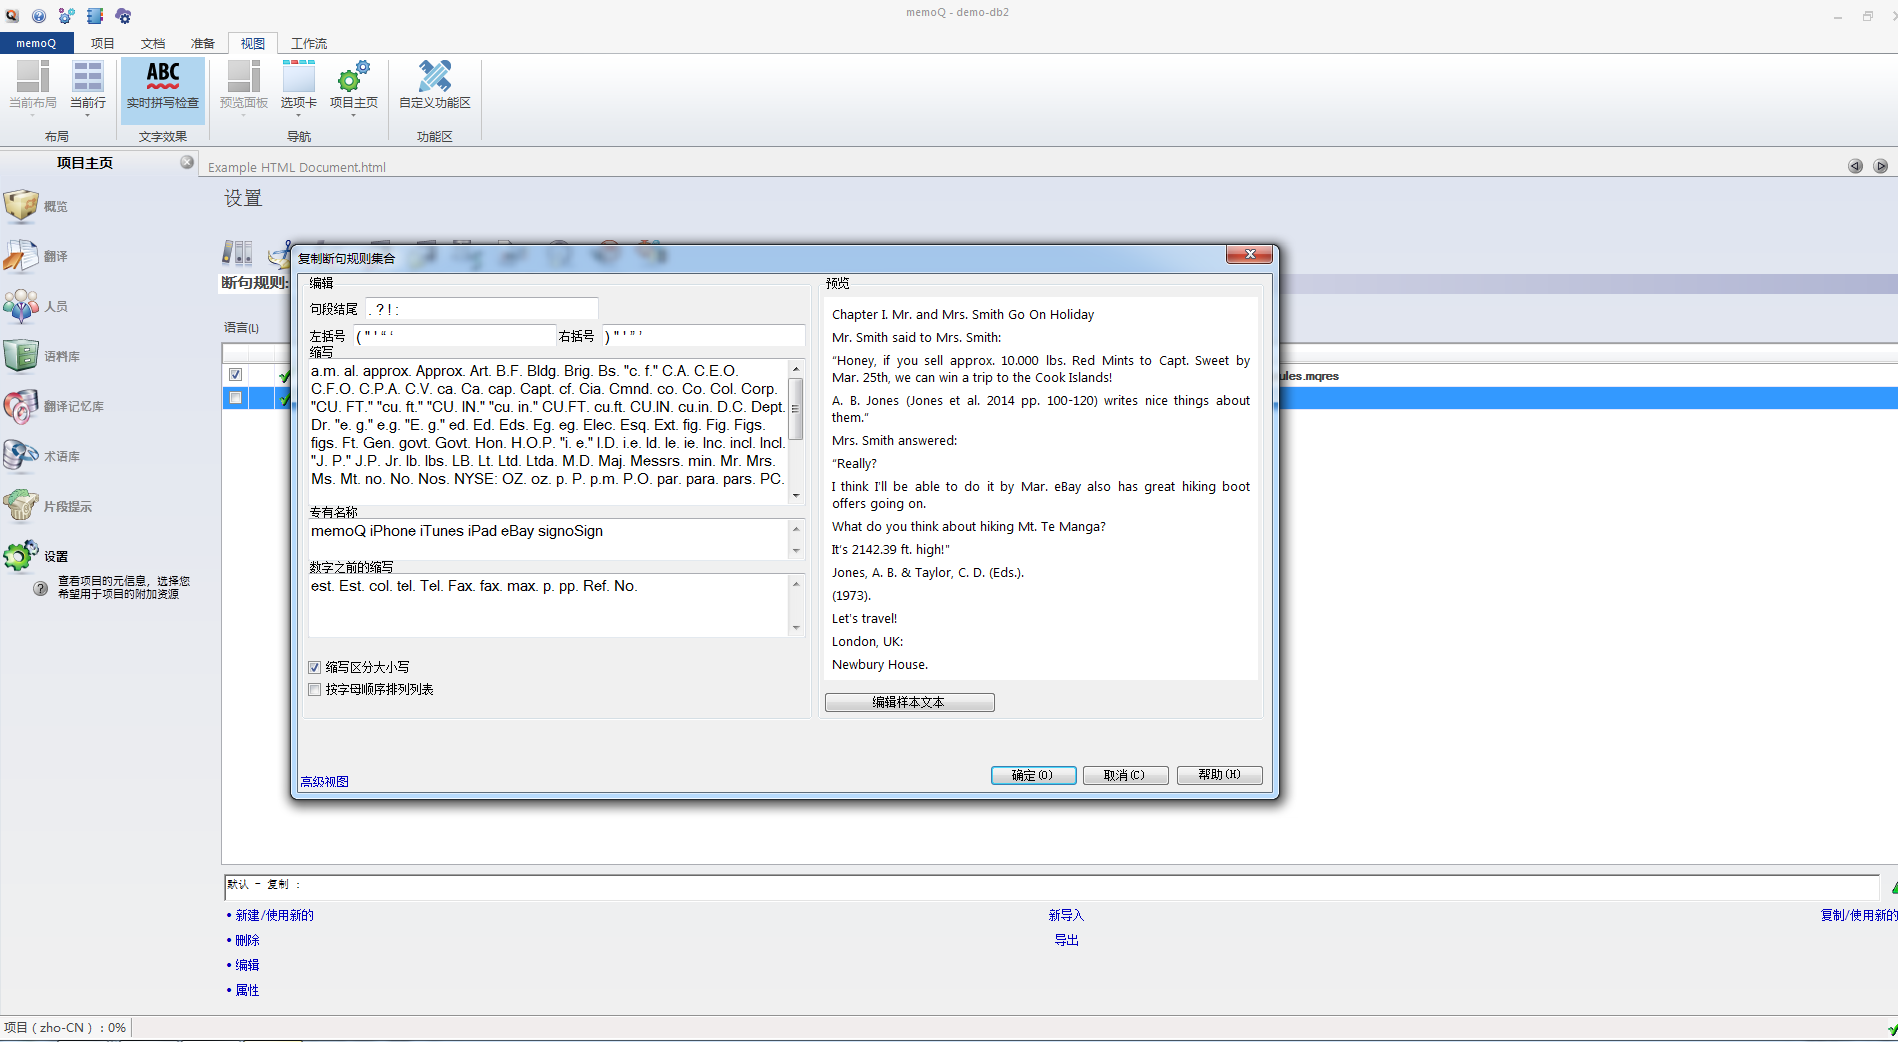 memoQ - demo-db2
memoQ 项目 文档 准备 视图 工作流
当前布局 当前行 ABC 实时拼写检查 预览面板 选项卡 项目主页 自定义功能区
布局 文字效果 导航 功能区
项目主页 Example HTML Document.html
设置
概览
翻译
人员
语料库
翻译记忆库
术语库
片段提示
设置
查看项目的元信息，选择您
希望用于项目的附加资源
断句规则:
语言(L)
ules.mqres
复制断句规则集合
编辑
句段结尾 . ? ! :
左括号 ( " ' “ ‘ 右括号 ) " ' ” ’
缩写
a.m. al. approx. Approx. Art. B.F. Bldg. Brig. Bs. "c. f." C.A. C.E.O.
C.F.O. C.P.A. C.V. ca. Ca. cap. Capt. cf. Cia. Cmnd. co. Co. Col. Corp.
"CU. FT." "cu. ft." "CU. IN." "cu. in." CU.FT. cu.ft. CU.IN. cu.in. D.C. Dept.
Dr. "e. g." e.g. "E. g." ed. Ed. Eds. Eg. eg. Elec. Esq. Ext. fig. Fig. Figs.
figs. Ft. Gen. govt. Govt. Hon. H.O.P. "i. e." I.D. i.e. Id. Ie. ie. Inc. incl. Incl.
"J. P." J.P. Jr. lb. lbs. LB. Lt. Ltd. Ltda. M.D. Maj. Messrs. min. Mr. Mrs.
Ms. Mt. no. No. Nos. NYSE: OZ. oz. p. P. p.m. P.O. par. para. pars. PC.
专有名称
memoQ iPhone iTunes iPad eBay signoSign
数字之前的缩写
est. Est. col. tel. Tel. Fax. fax. max. p. pp. Ref. No.
缩写区分大小写
按字母顺序排列列表
高级视图
预览
Chapter I. Mr. and Mrs. Smith Go On Holiday
Mr. Smith said to Mrs. Smith:
“Honey, if you sell approx. 10.000 lbs. Red Mints to Capt. Sweet by
Mar. 25th, we can win a trip to the Cook Islands!
A. B. Jones (Jones et al. 2014 pp. 100-120) writes nice things about
them.”
Mrs. Smith answered:
“Really?
I think I'll be able to do it by Mar. eBay also has great hiking boot
offers going on.
What do you think about hiking Mt. Te Manga?
It's 2142.39 ft. high!”
Jones, A. B. & Taylor, C. D. (Eds.).
(1973).
Let's travel!
London, UK:
Newbury House.
编辑样本文本
确定(O) 取消(C) 帮助(H)
默认 - 复制 :
• 新建/使用新的 新导入 复制/使用新的
• 删除 导出
• 编辑
• 属性
项目 ( zho-CN ) : 0%